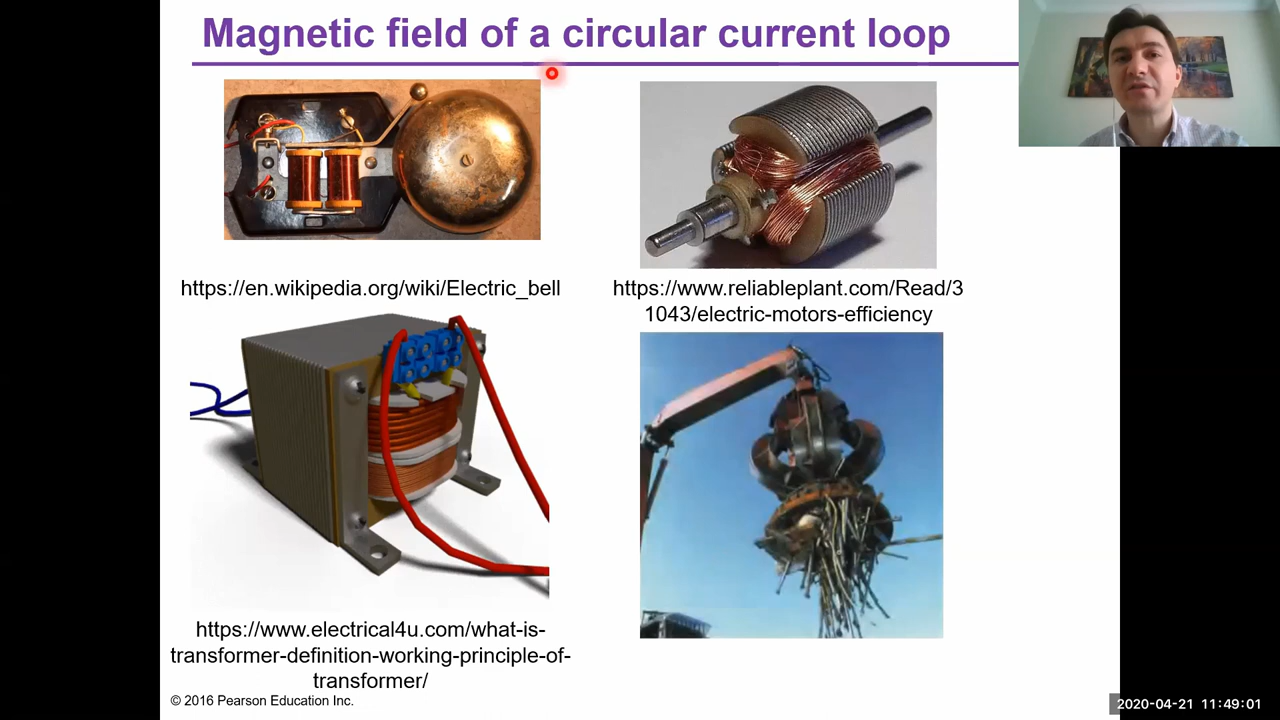 Magnetic field of a circular current loop
https://en.wikipedia.org/wiki/Electric_bell
https://www.reliableplant.com/Read/3
1043/electric-motors-efficiency
https://www.electrical4u.com/what-is-
transformer-definition-working-principle-of-
transformer/
© 2016 Pearson Education Inc.
2020-04-21 11:49:01